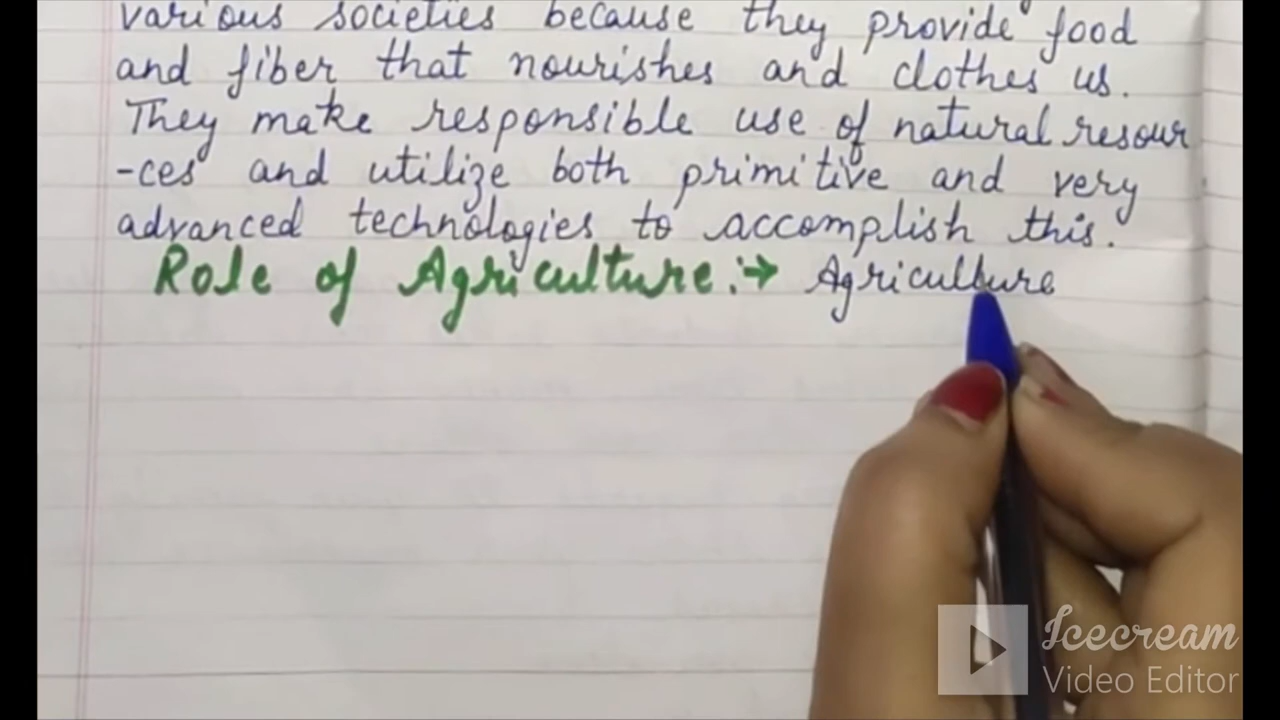 various societies because they provide food
and fiber that nourishes and clothes us.
They make responsible use of natural resour
-ces and utilize both primitive and very
advanced technologies to accomplish this.
Role of Agriculture:→ Agriculture
Icecream
Video Editor